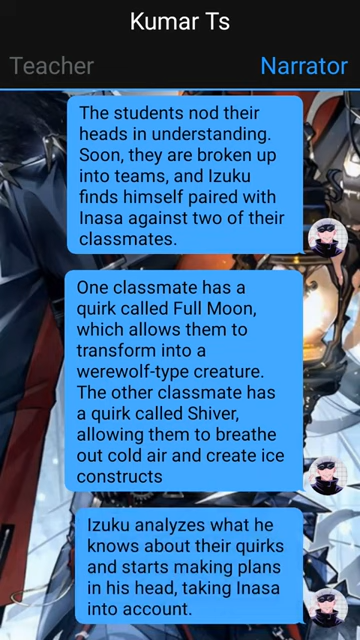 Kumar Ts
Teacher
Narrator
The students nod their
heads in understanding.
Soon, they are broken up
into teams, and Izuku
finds himself paired with
Inasa against two of their
classmates.
One classmate has a
quirk called Full Moon,
which allows them to
transform into a
werewolf-type creature.
The other classmate has
a quirk called Shiver,
allowing them to breathe
out cold air and create ice
constructs
Izuku analyzes what he
knows about their quirks
and starts making plans
in his head, taking Inasa
into account.